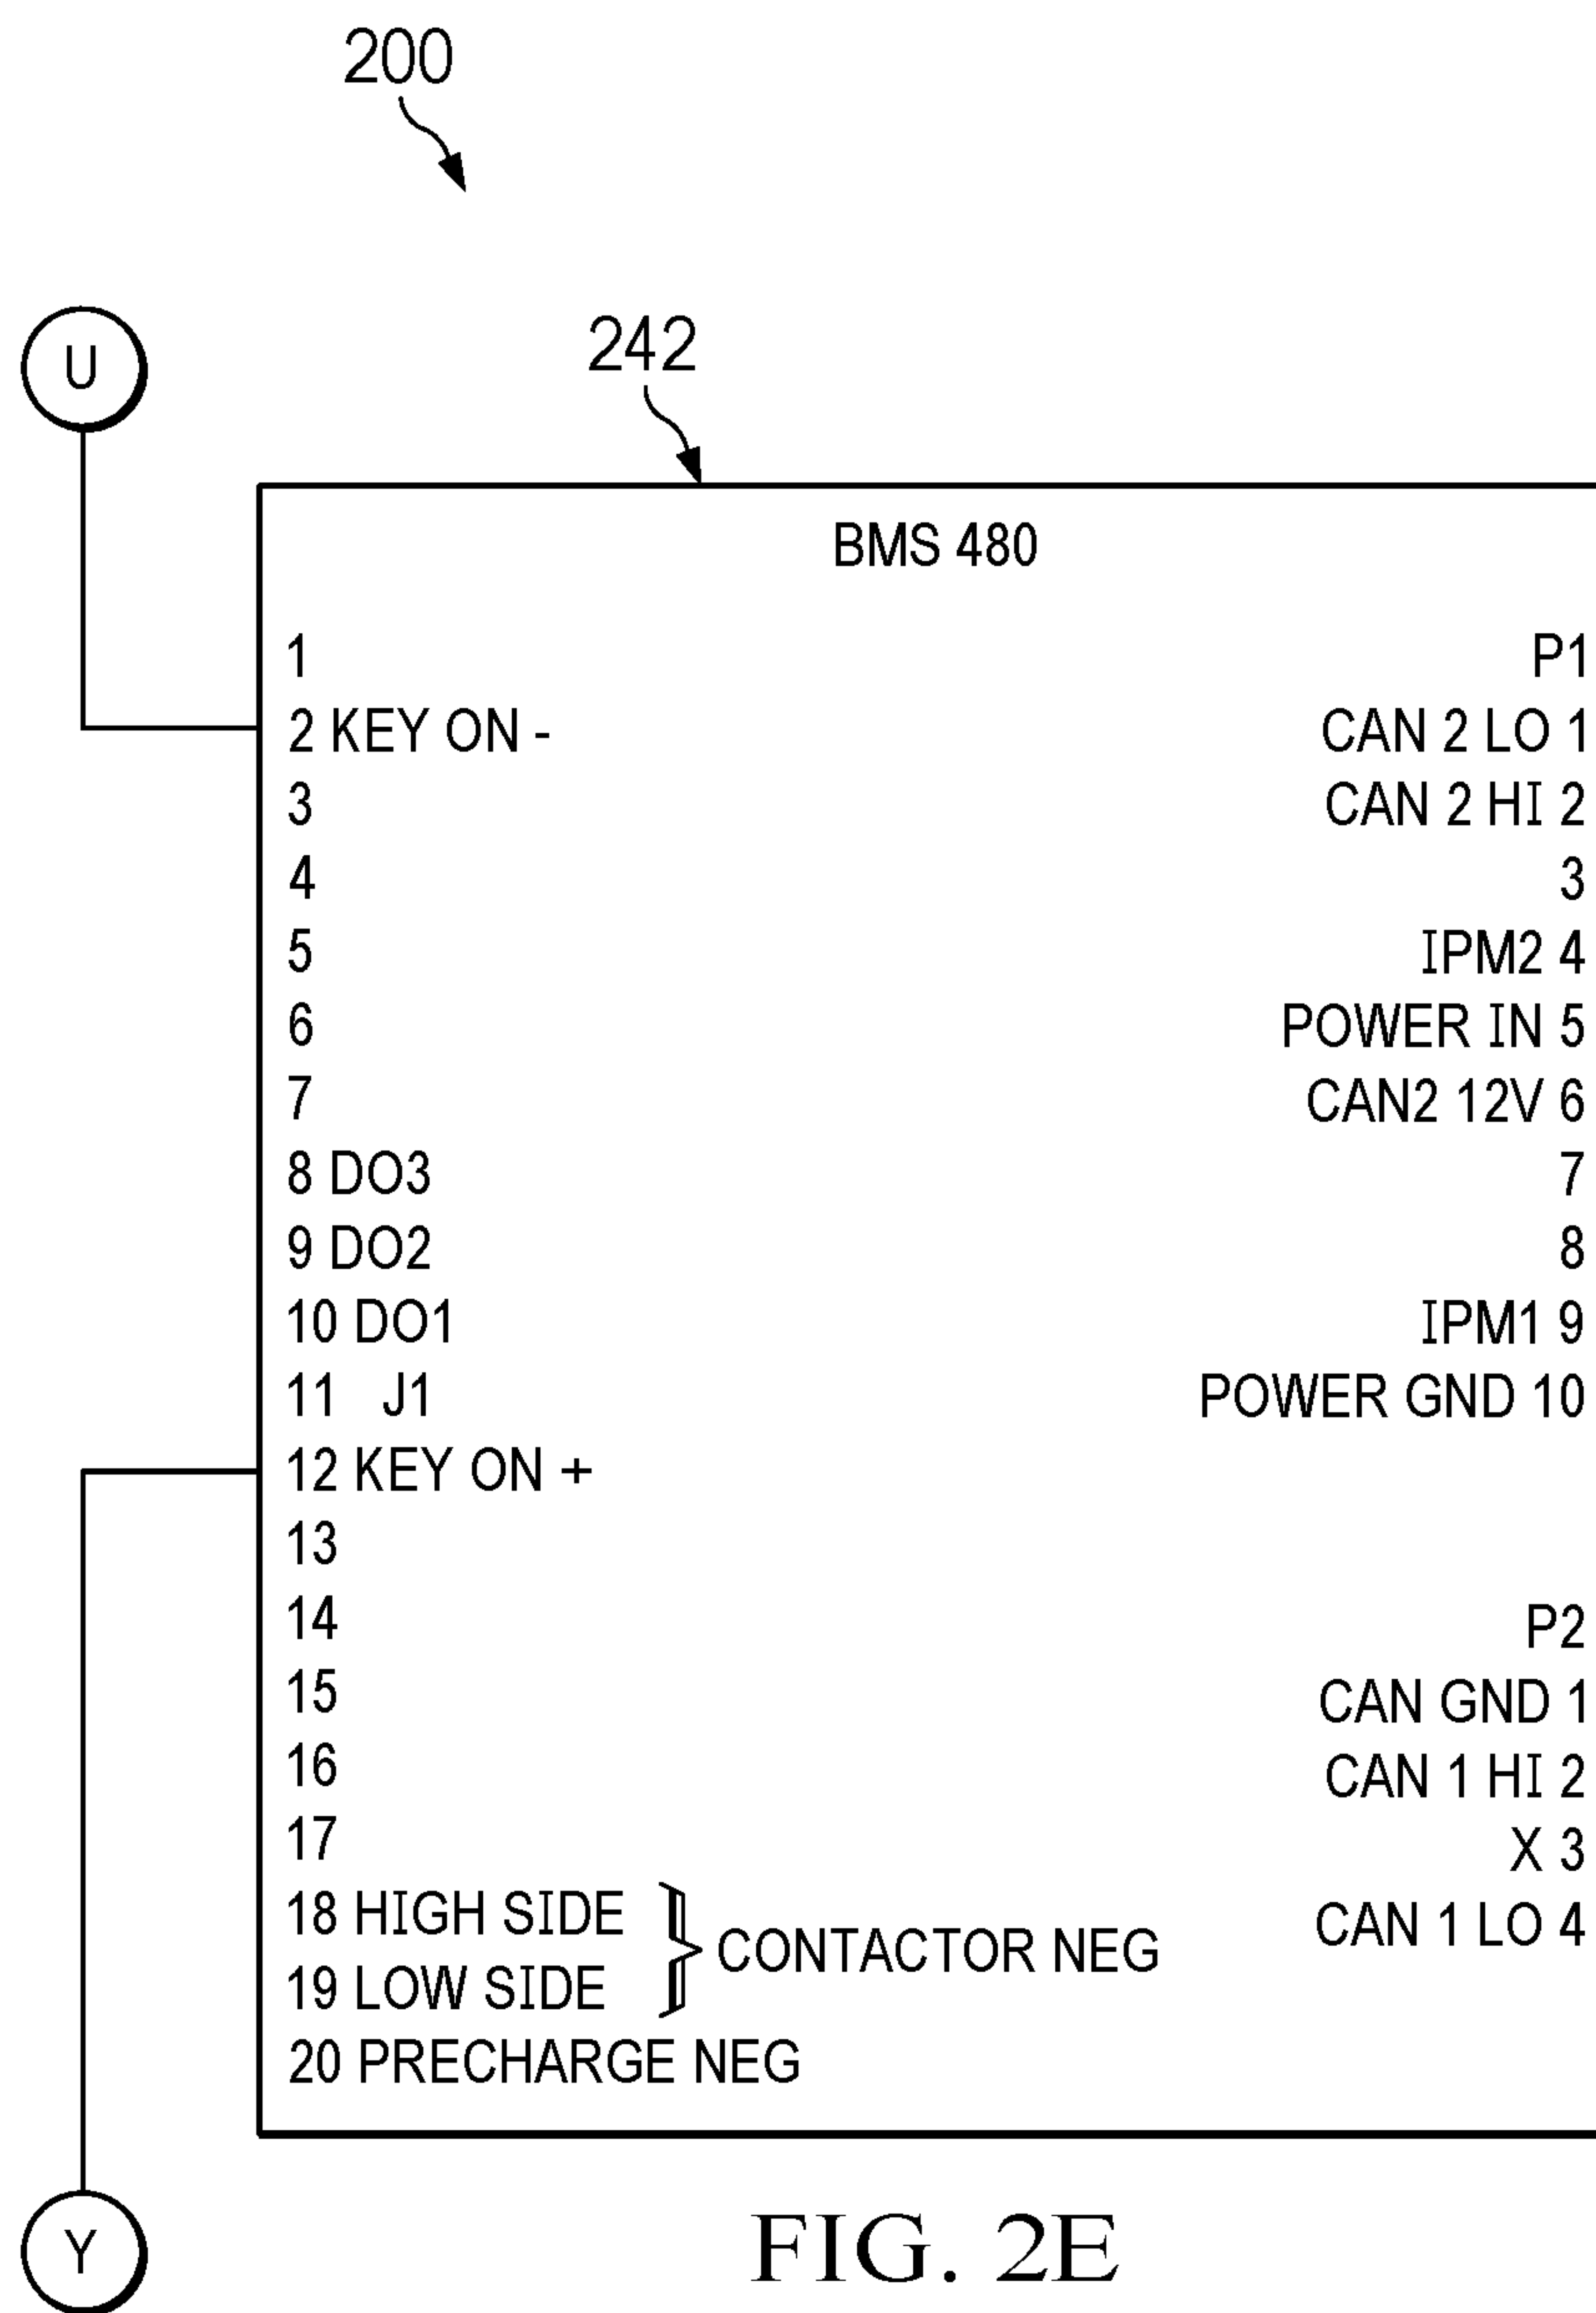 200
U
242
BMS 480
1
2 KEY ON -
3
4
5
6
7
8 DO3
9 DO2
10 DO1
11 J1
12 KEY ON +
13
14
15
16
17
18 HIGH SIDE
19 LOW SIDE
CONTACTOR NEG
20 PRECHARGE NEG
P1
CAN 2 LO 1
CAN 2 HI 2
3
IPM2 4
POWER IN 5
CAN2 12V 6
7
8
IPM1 9
POWER GND 10
P2
CAN GND 1
CAN 1 HI 2
X 3
CAN 1 LO 4
Y
FIG. 2E